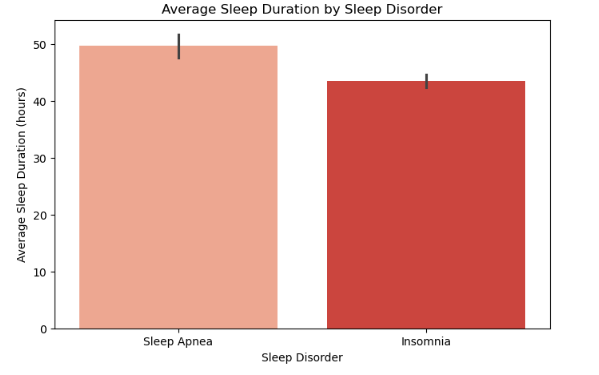 Average Sleep Duration by Sleep Disorder
Average Sleep Duration (hours)
50
40
30
20
10
0
Sleep Apnea
Insomnia
Sleep Disorder